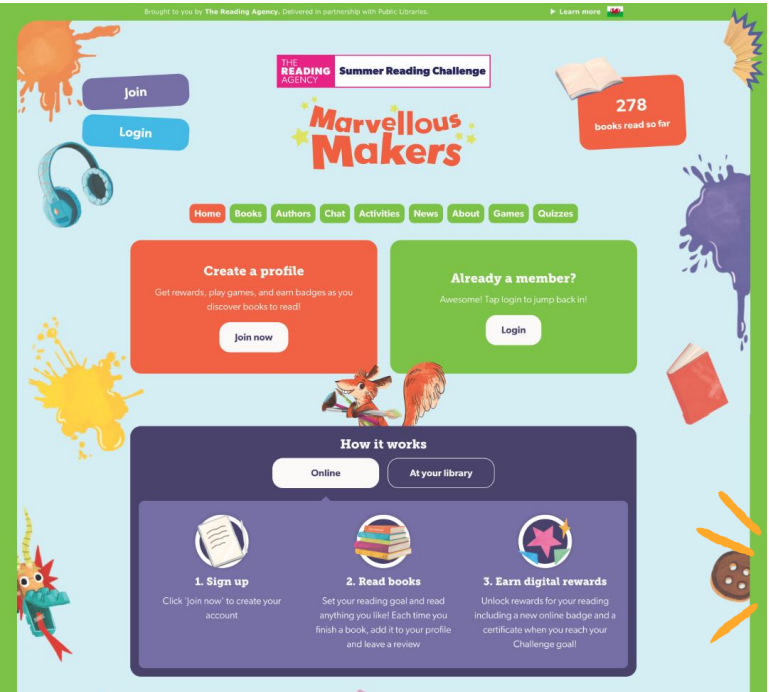 Brought to you by The Reading Agency. Delivered in partnership with Public Libraries.
Learn more
Join
Login
THE
READING
AGENCY
Summer Reading Challenge
Marvellous
Makers
278
books read so far
Home Books Authors Chat Activities News About Games Quizzes
Create a profile
Get rewards, play games, and earn badges as you
discover books to read!
Join now
Already a member?
Awesome! Tap login to jump back in!
Login
How it works
Online
At your library
1. Sign up
Click 'Join now' to create your
account
2. Read books
Set your reading goal and read
anything you like! Each time you
finish a book, add it to your profile
and leave a review
3. Earn digital rewards
Unlock rewards for your reading
including a new online badge and a
certificate when you reach your
Challenge goal!